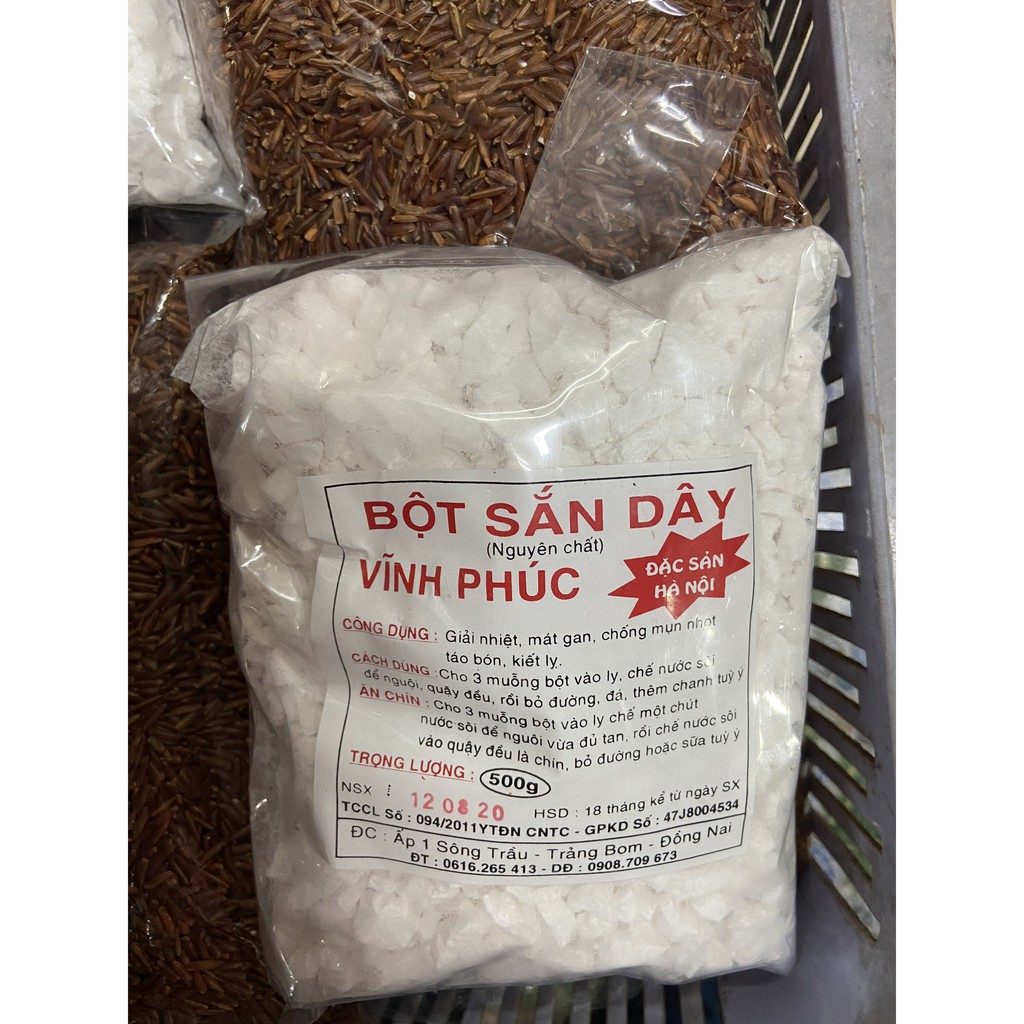 BỘT SẮN DÂY
(Nguyên chất)
VĨNH PHÚC
ĐẶC SẢN
HÀ NỘI
CÔNG DỤNG : Giải nhiệt, mát gan, chống mụn nhọt
táo bón, kiết lỵ.
CÁCH DÙNG : Cho 3 muỗng bột vào ly, chế nước sôi
để nguôi, quậy đều, rồi bỏ đường, đá, thêm chanh tuỳ ý
ĂN CHÍN : Cho 3 muỗng bột vào ly chế một chút
nước sôi để nguôi vừa đủ tan, rồi chế nước sôi
vào quậy đều là chín, bỏ đường hoặc sữa tuỳ ý
TRỌNG LƯỢNG : 500g
NSX : 12 08 20 HSD : 18 tháng kể từ ngày SX
TCCL Số : 094/2011YTĐN CNTC - GPKD Số : 47J8004534
ĐC : Ấp 1 Sông Trầu - Trảng Bom - Đồng Nai
ĐT : 0616.265 413 - DĐ : 0908.709 673